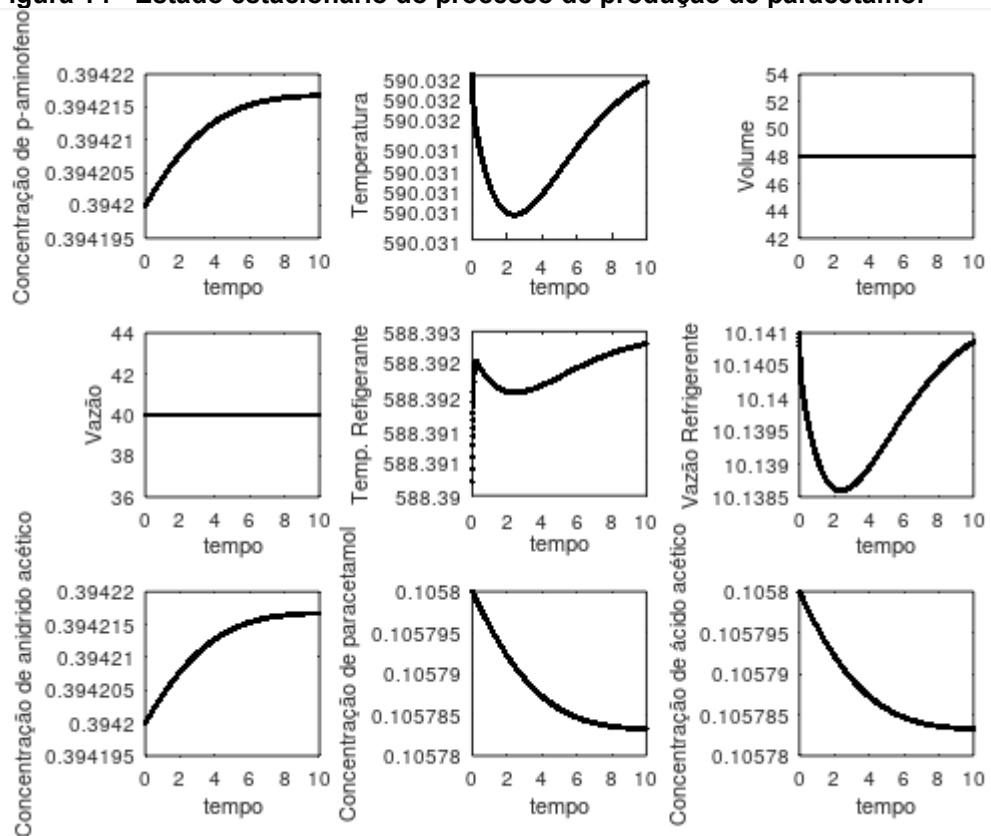 Estado estacionário do processo de produção de paracetamol
Concentração de p-aminofeno
0.39422
0.394215
0.39421
0.394205
0.3942
0.394195
0 2 4 6 8 10
tempo
Temperatura
590.032
590.032
590.032
590.031
590.031
590.031
590.031
590.031
0 2 4 6 8 10
tempo
Volume
54
52
50
48
46
44
42
0 2 4 6 8 10
tempo
Vazão
44
42
40
38
36
0 2 4 6 8 10
tempo
Temp. Refigerante
588.393
588.392
588.392
588.391
588.391
588.39
0 2 4 6 8 10
tempo
Vazão Refrigerente
10.141
10.1405
10.14
10.1395
10.139
10.1385
0 2 4 6 8 10
tempo
Concentração de anidrido acético
0.39422
0.394215
0.39421
0.394205
0.3942
0.394195
0 2 4 6 8 10
tempo
Concentração de paracetamol
0.1058
0.105795
0.10579
0.105785
0.10578
0 2 4 6 8 10
tempo
Concentração de ácido acético
0.1058
0.105795
0.10579
0.105785
0.10578
0 2 4 6 8 10
tempo